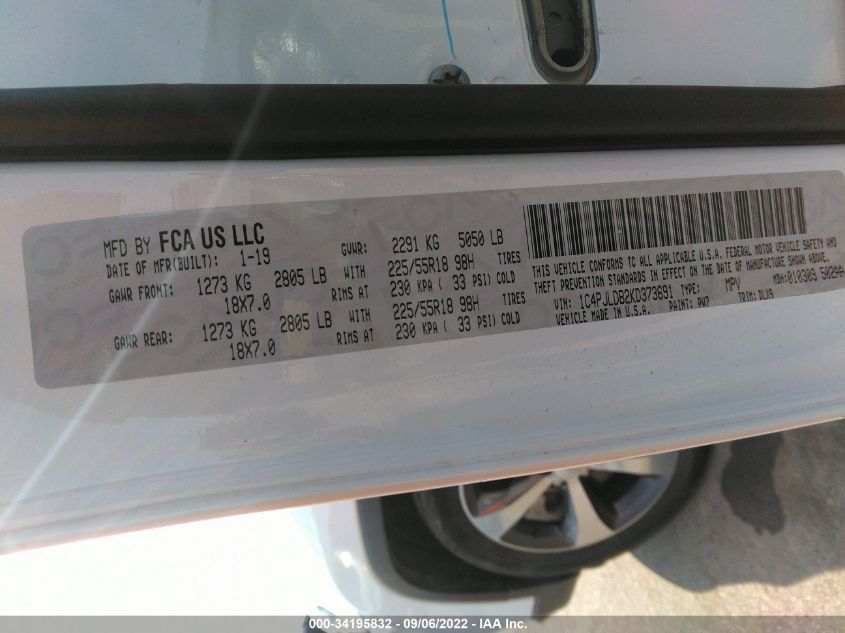 MFD BY FCA US LLC
DATE OF MFR(BUILT): 1-19 GVWR: 2291 KG 5050 LB
GAWR FRONT: 1273 KG 2805 LB WITH 225/55R18 98H TIRES
18X7.0 RIMS AT 230 KPA ( 33 PSI) COLD
GAWR REAR: 1273 KG 2805 LB WITH 225/55R18 98H TIRES
18X7.0 RIMS AT 230 KPA ( 33 PSI) COLD
THIS VEHICLE CONFORMS TO ALL APPLICABLE U.S.A. FEDERAL MOTOR VEHICLE SAFETY AND
THEFT PREVENTION STANDARDS IN EFFECT ON THE DATE OF MANUFACTURE SHOWN ABOVE
VIN: 1C4PJLDB2KD373691 TYPE: MPV MDH: 010309
VEHICLE MADE IN U.S.A. PAINT: PW7 TRIM: DLX9
000-34195832 - 09/06/2022 - IAA Inc.